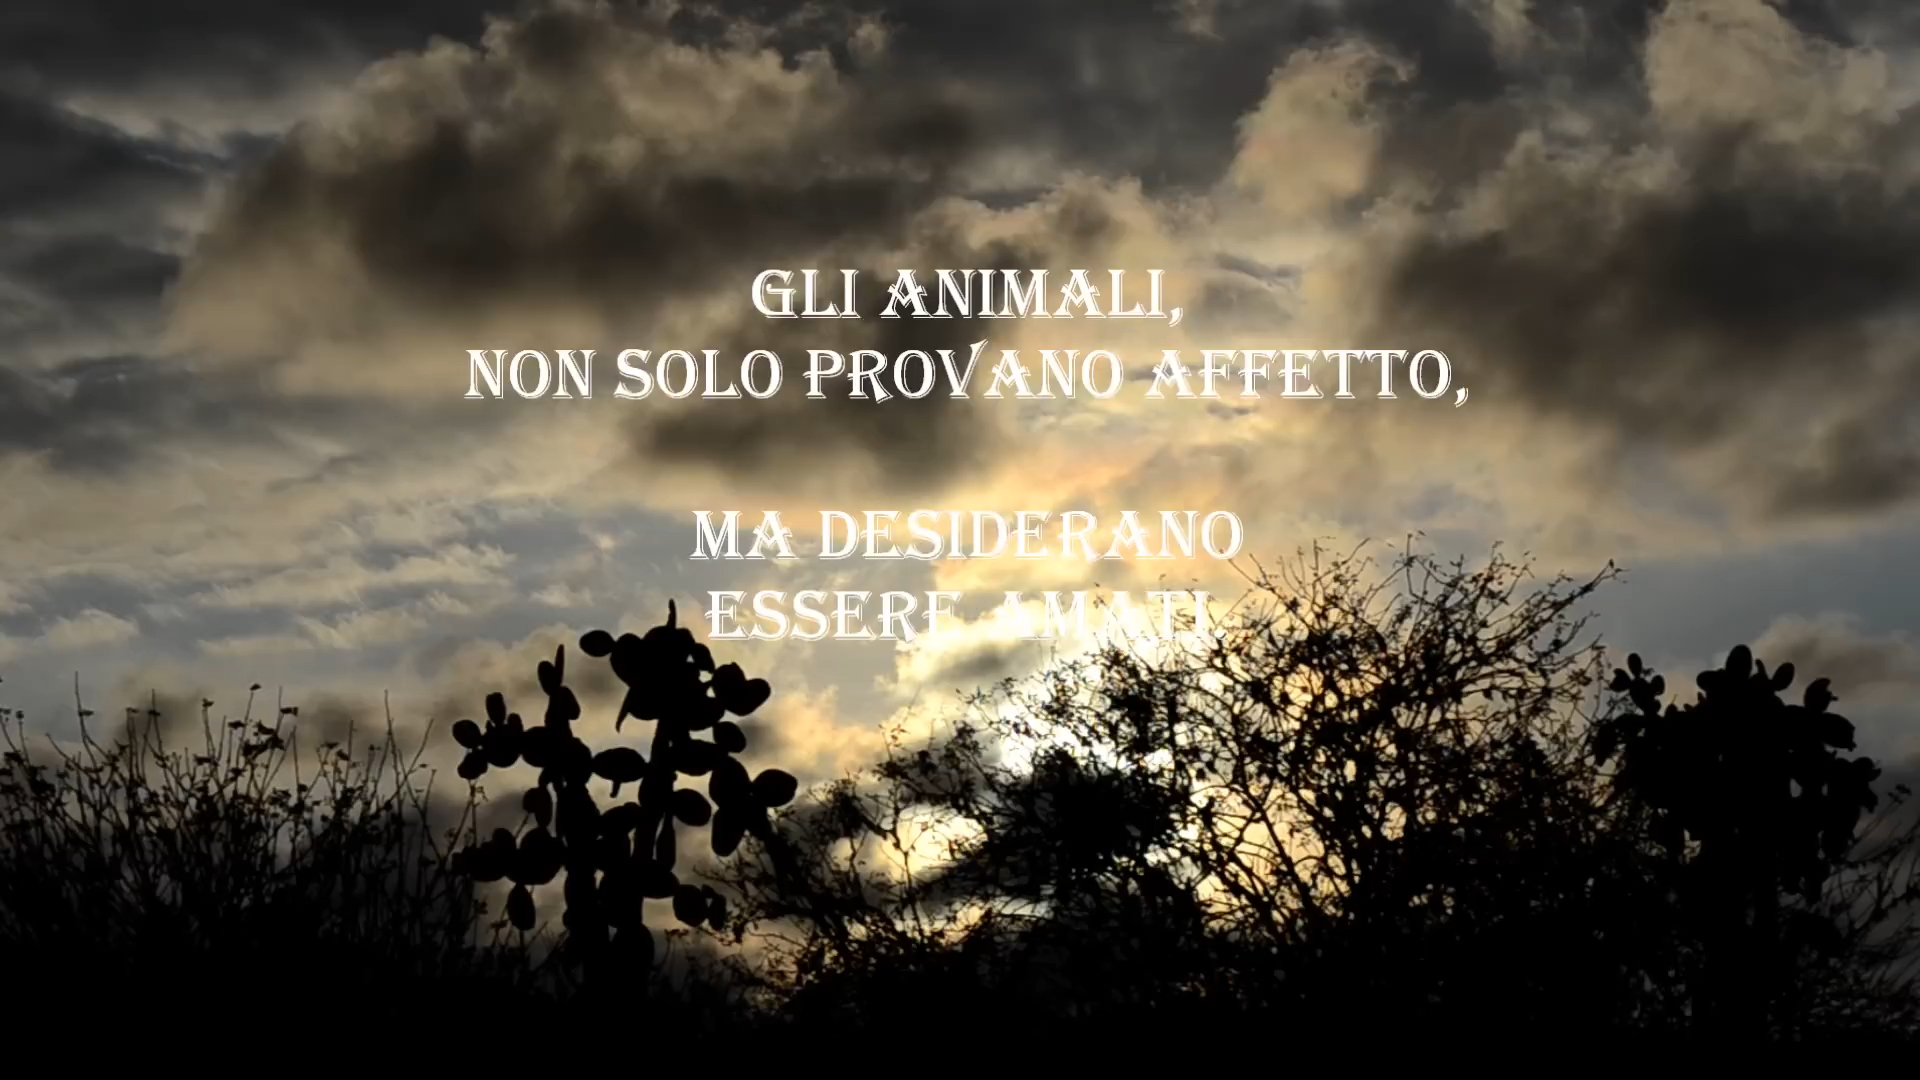 GLI ANIMALI,
NON SOLO PROVANO AFFETTO,
MA DESIDERANO
ESSERE AMATI.